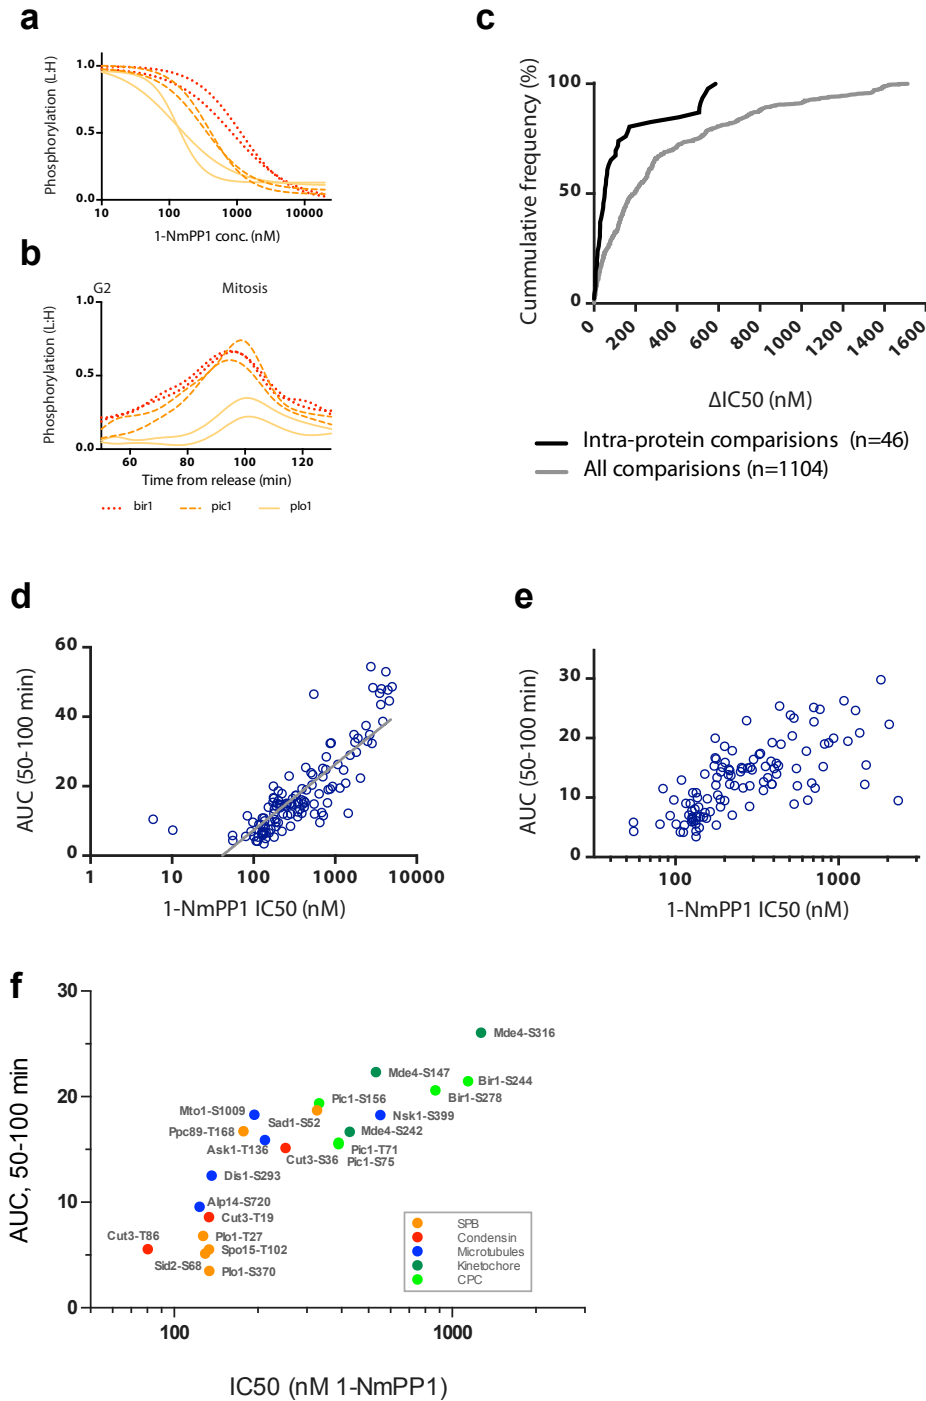 a
Phosphorylation (L:H)
1.0
0.5
0.0
10
100
1000
10000
1-NmPP1 conc. (nM)
b
G2
Mitosis
Phosphorylation (L:H)
1.0
0.5
0.0
60
80
100
120
Time from release (min)
bir1
pic1
plo1
c
Cummulative frequency (%)
100
50
0
0
200
400
600
800
1000
1200
1400
1600
ΔIC50 (nM)
Intra-protein comparisions (n=46)
All comparisions (n=1104)
d
AUC (50-100 min)
60
40
20
0
1
10
100
1000
10000
1-NmPP1 IC50 (nM)
e
AUC (50-100 min)
30
20
10
0
100
1000
1-NmPP1 IC50 (nM)
f
AUC, 50-100 min
30
20
10
0
Mde4-S316
Mde4-S147
Bir1-S244
Bir1-S278
Pic1-S156
Mto1-S1009
Sad1-S52
Nsk1-S399
Ppc89-T168
Mde4-S242
Ask1-T136
Pic1-T71
Cut3-S36
Pic1-S75
Dis1-S293
Alp14-S720
Cut3-T19
Cut3-T86
Plo1-T27
Spo15-T102
Sid2-S68
Plo1-S370
SPB
Condensin
Microtubules
Kinetochore
CPC
100
1000
IC50 (nM 1-NmPP1)